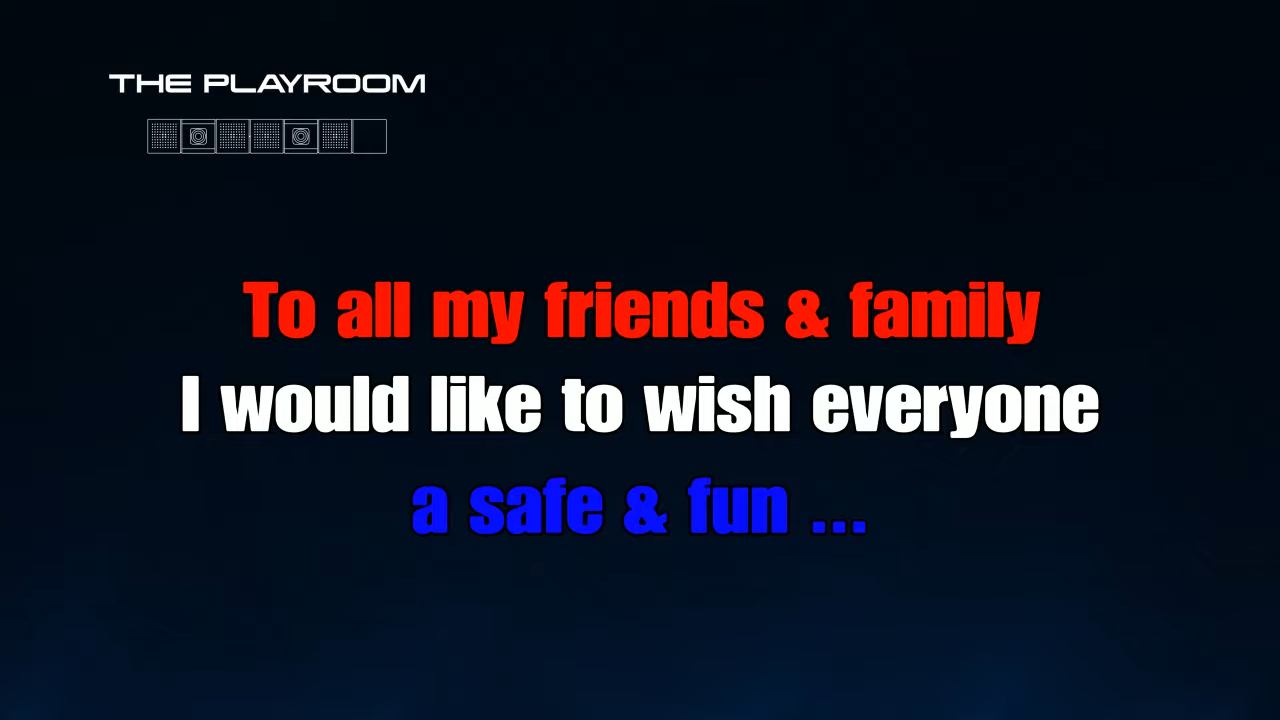 THE PLAYROOM
To all my friends & family
I would like to wish everyone
a safe & fun ...